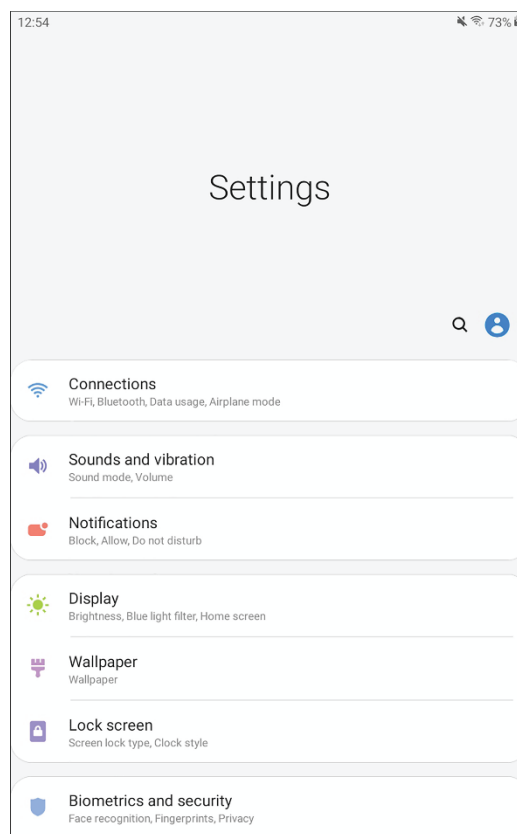 12:54
73%
Settings
Connections
Wi-Fi, Bluetooth, Data usage, Airplane mode
Sounds and vibration
Sound mode, Volume
Notifications
Block, Allow, Do not disturb
Display
Brightness, Blue light filter, Home screen
Wallpaper
Wallpaper
Lock screen
Screen lock type, Clock style
Biometrics and security
Face recognition, Fingerprints, Privacy